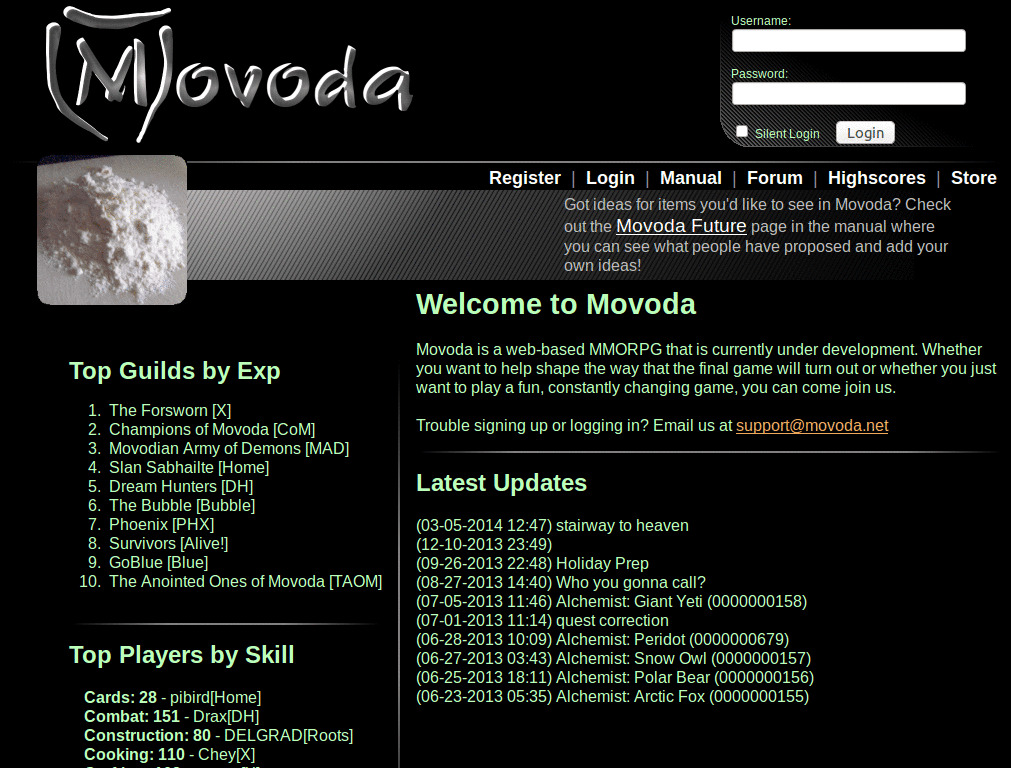 Movoda
Username:
Password:
Silent Login
Login
Register | Login | Manual | Forum | Highscores | Store
Got ideas for items you'd like to see in Movoda? Check
out the Movoda Future page in the manual where
you can see what people have proposed and add your
own ideas!
Welcome to Movoda
Movoda is a web-based MMORPG that is currently under development. Whether
you want to help shape the way that the final game will turn out or whether you just
want to play a fun, constantly changing game, you can come join us.
Trouble signing up or logging in? Email us at support@movoda.net
Latest Updates
(03-05-2014 12:47) stairway to heaven
(12-10-2013 23:49)
(09-26-2013 22:48) Holiday Prep
(08-27-2013 14:40) Who you gonna call?
(07-05-2013 11:46) Alchemist: Giant Yeti (0000000158)
(07-01-2013 11:14) quest correction
(06-28-2013 10:09) Alchemist: Peridot (0000000679)
(06-27-2013 03:43) Alchemist: Snow Owl (0000000157)
(06-25-2013 18:11) Alchemist: Polar Bear (0000000156)
(06-23-2013 05:35) Alchemist: Arctic Fox (0000000155)
Top Guilds by Exp
1. The Forsworn [X]
2. Champions of Movoda [CoM]
3. Movodian Army of Demons [MAD]
4. Slan Sabhailte [Home]
5. Dream Hunters [DH]
6. The Bubble [Bubble]
7. Phoenix [PHX]
8. Survivors [Alive!]
9. GoBlue [Blue]
10. The Anointed Ones of Movoda [TAOM]
Top Players by Skill
Cards: 28 - pibird[Home]
Combat: 151 - Drax[DH]
Construction: 80 - DELGRAD[Roots]
Cooking: 110 - Chey[X]